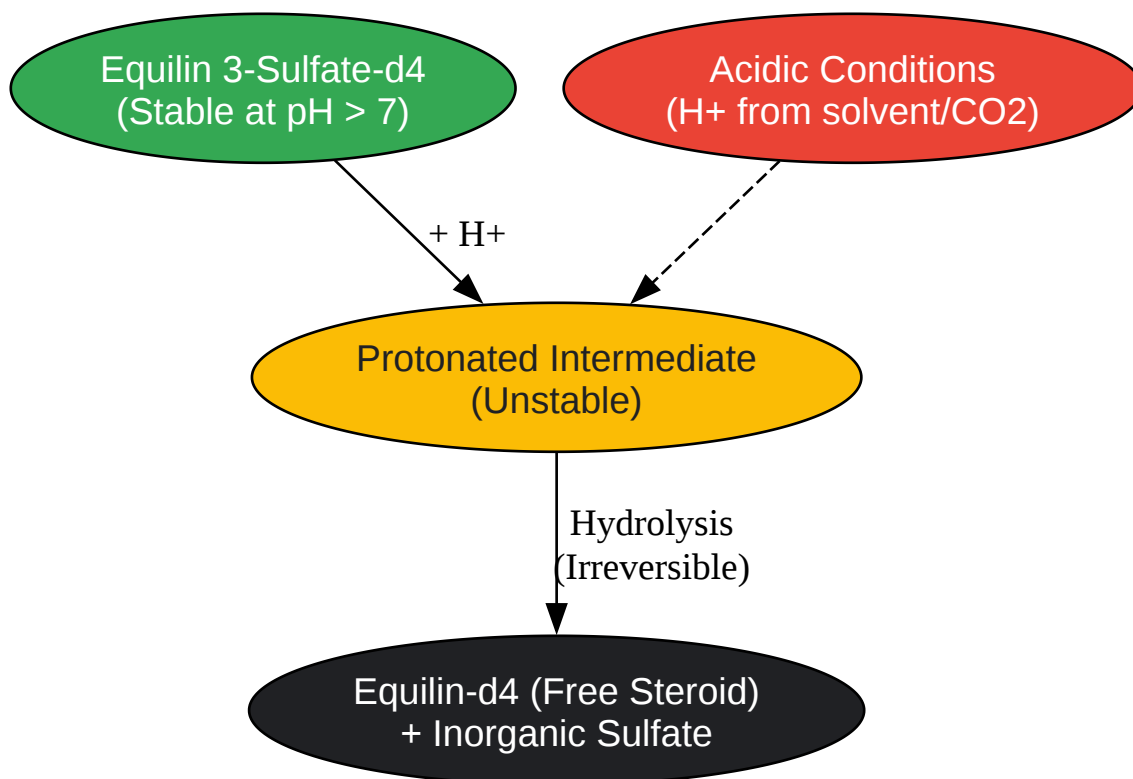 Equilin 3-Sulfate-d4
(Stable at pH > 7)
Acidic Conditions
(H+ from solvent/CO2)
+ H+
Protonated Intermediate
(Unstable)
Hydrolysis
(Irreversible)
Equilin-d4 (Free Steroid)
+ Inorganic Sulfate